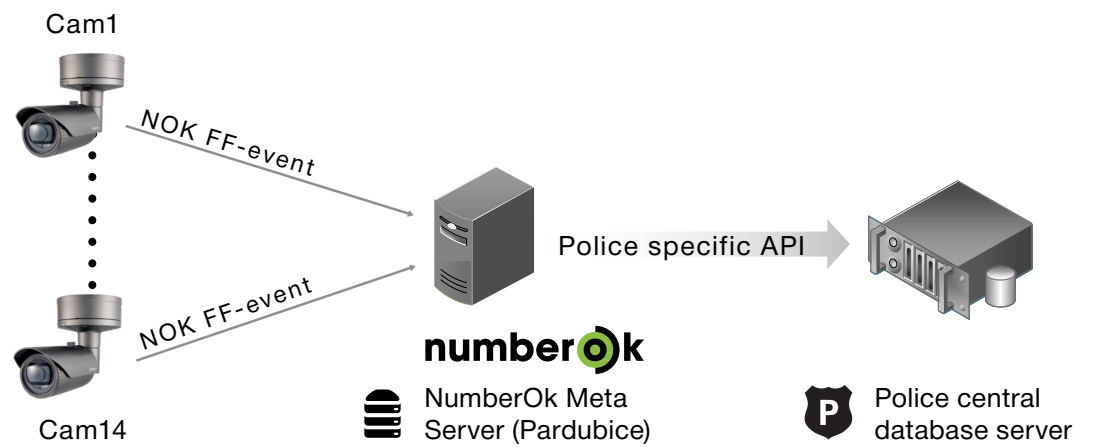 Cam1
NOK FF-event
Police specific API
NOK FF-event
numberok
NumberOk Meta
Server (Pardubice)
P
Police central
database server
Cam14